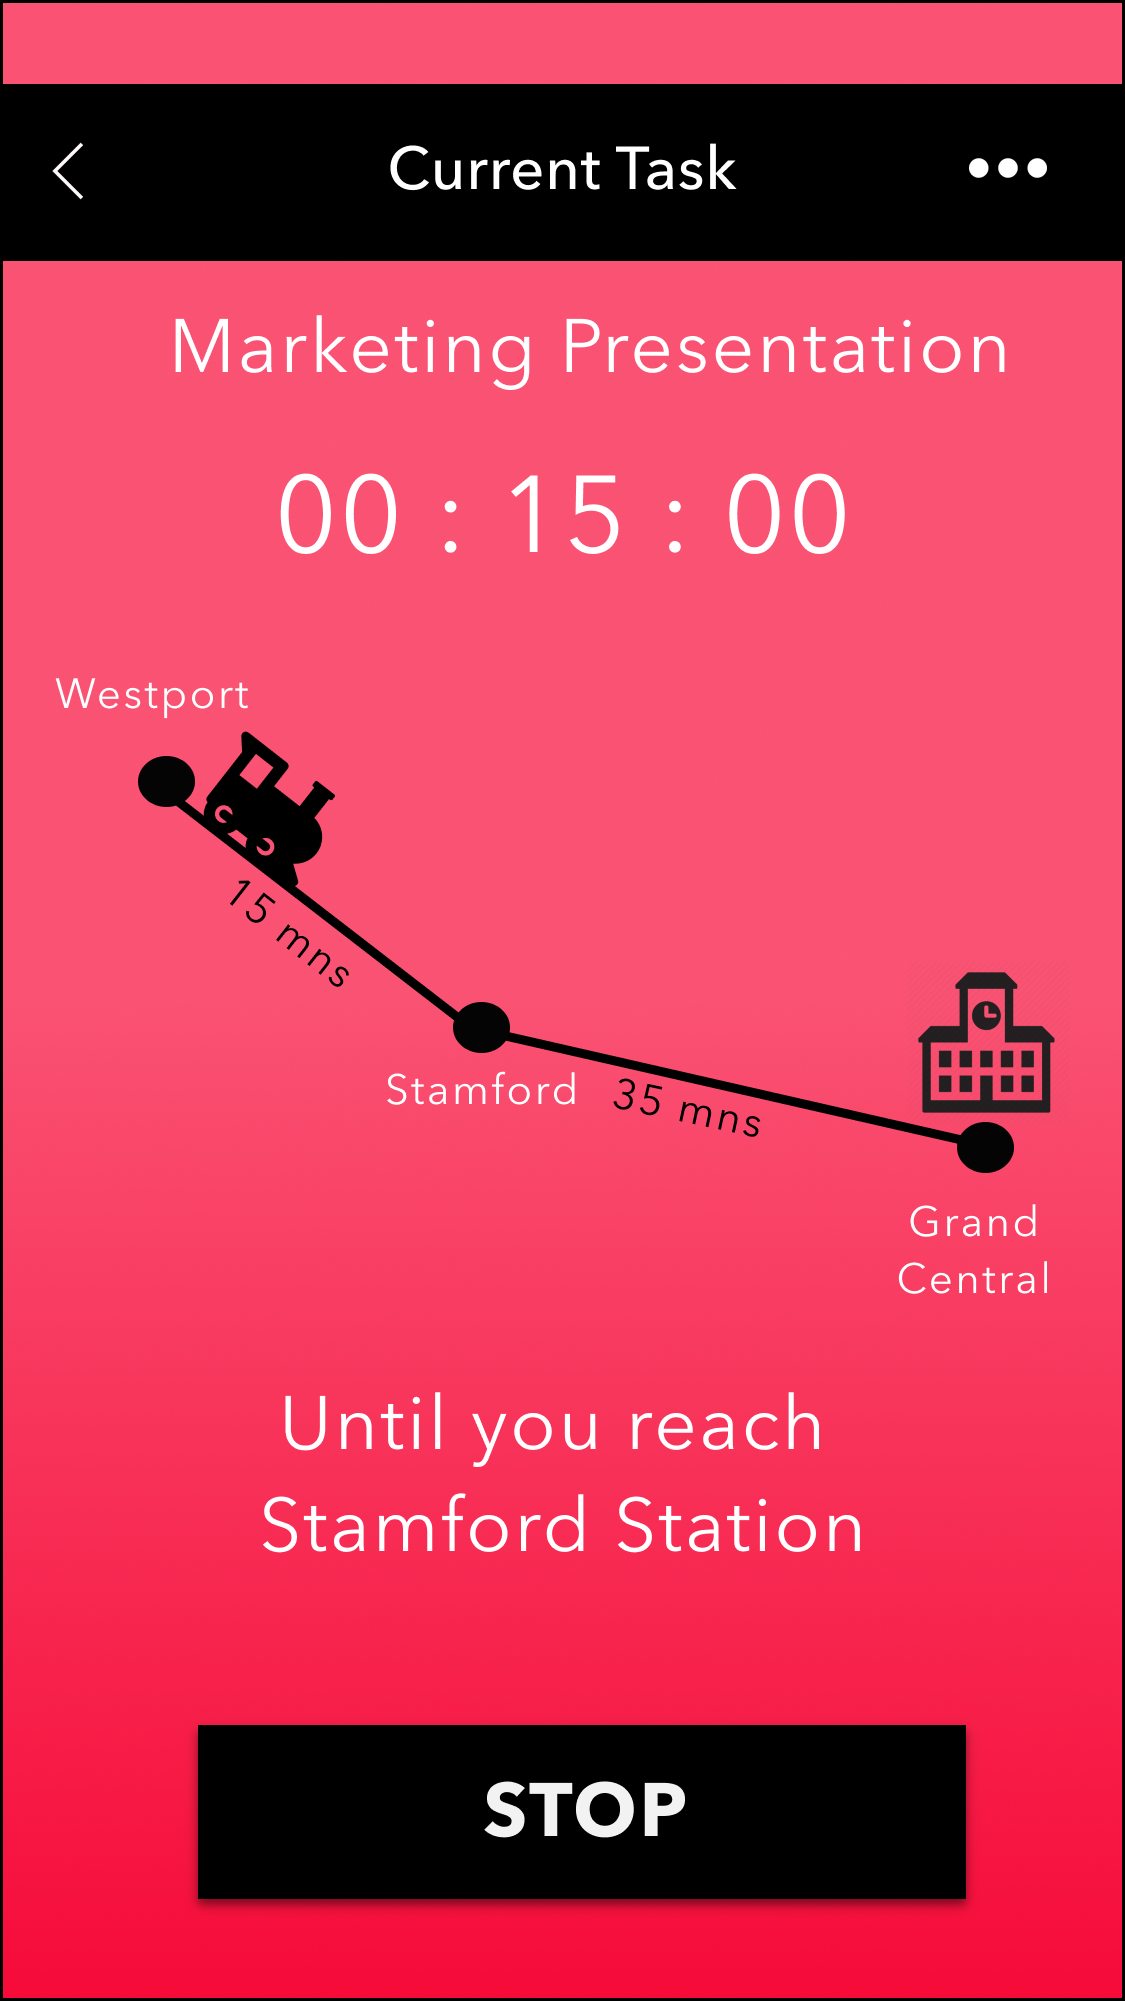 Current Task
Marketing Presentation
00 : 15 : 00
Westport
15 mns
Stamford
35 mns
Grand
Central
Until you reach
Stamford Station
STOP